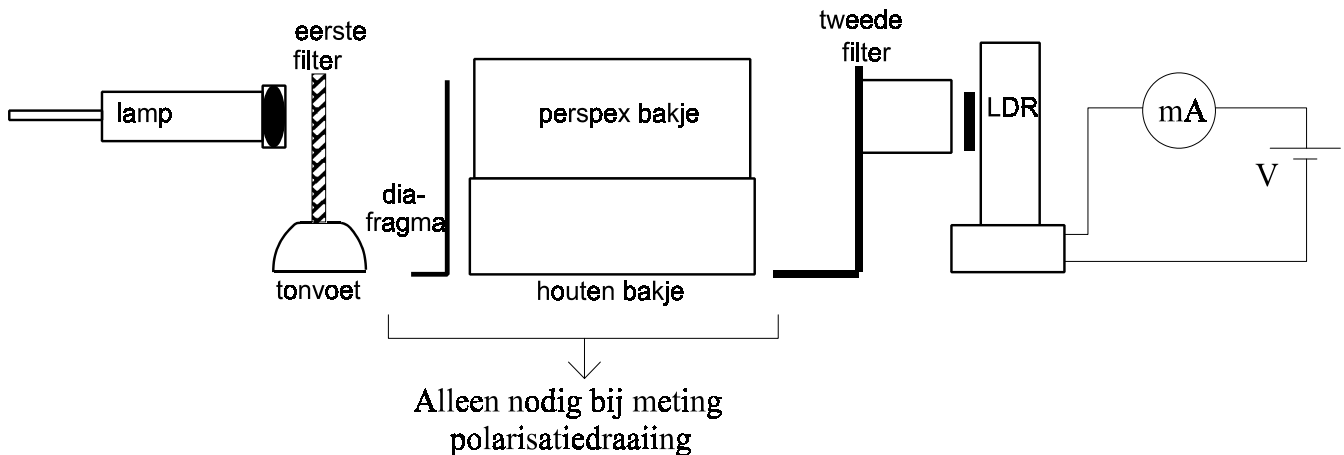 eerste
filter
tweede
filter
lamp
perspex bakje
LDR
mA
V
dia-
fragma
tonvoet
houten bakje
Alleen nodig bij meting
polarisatiedraaiing